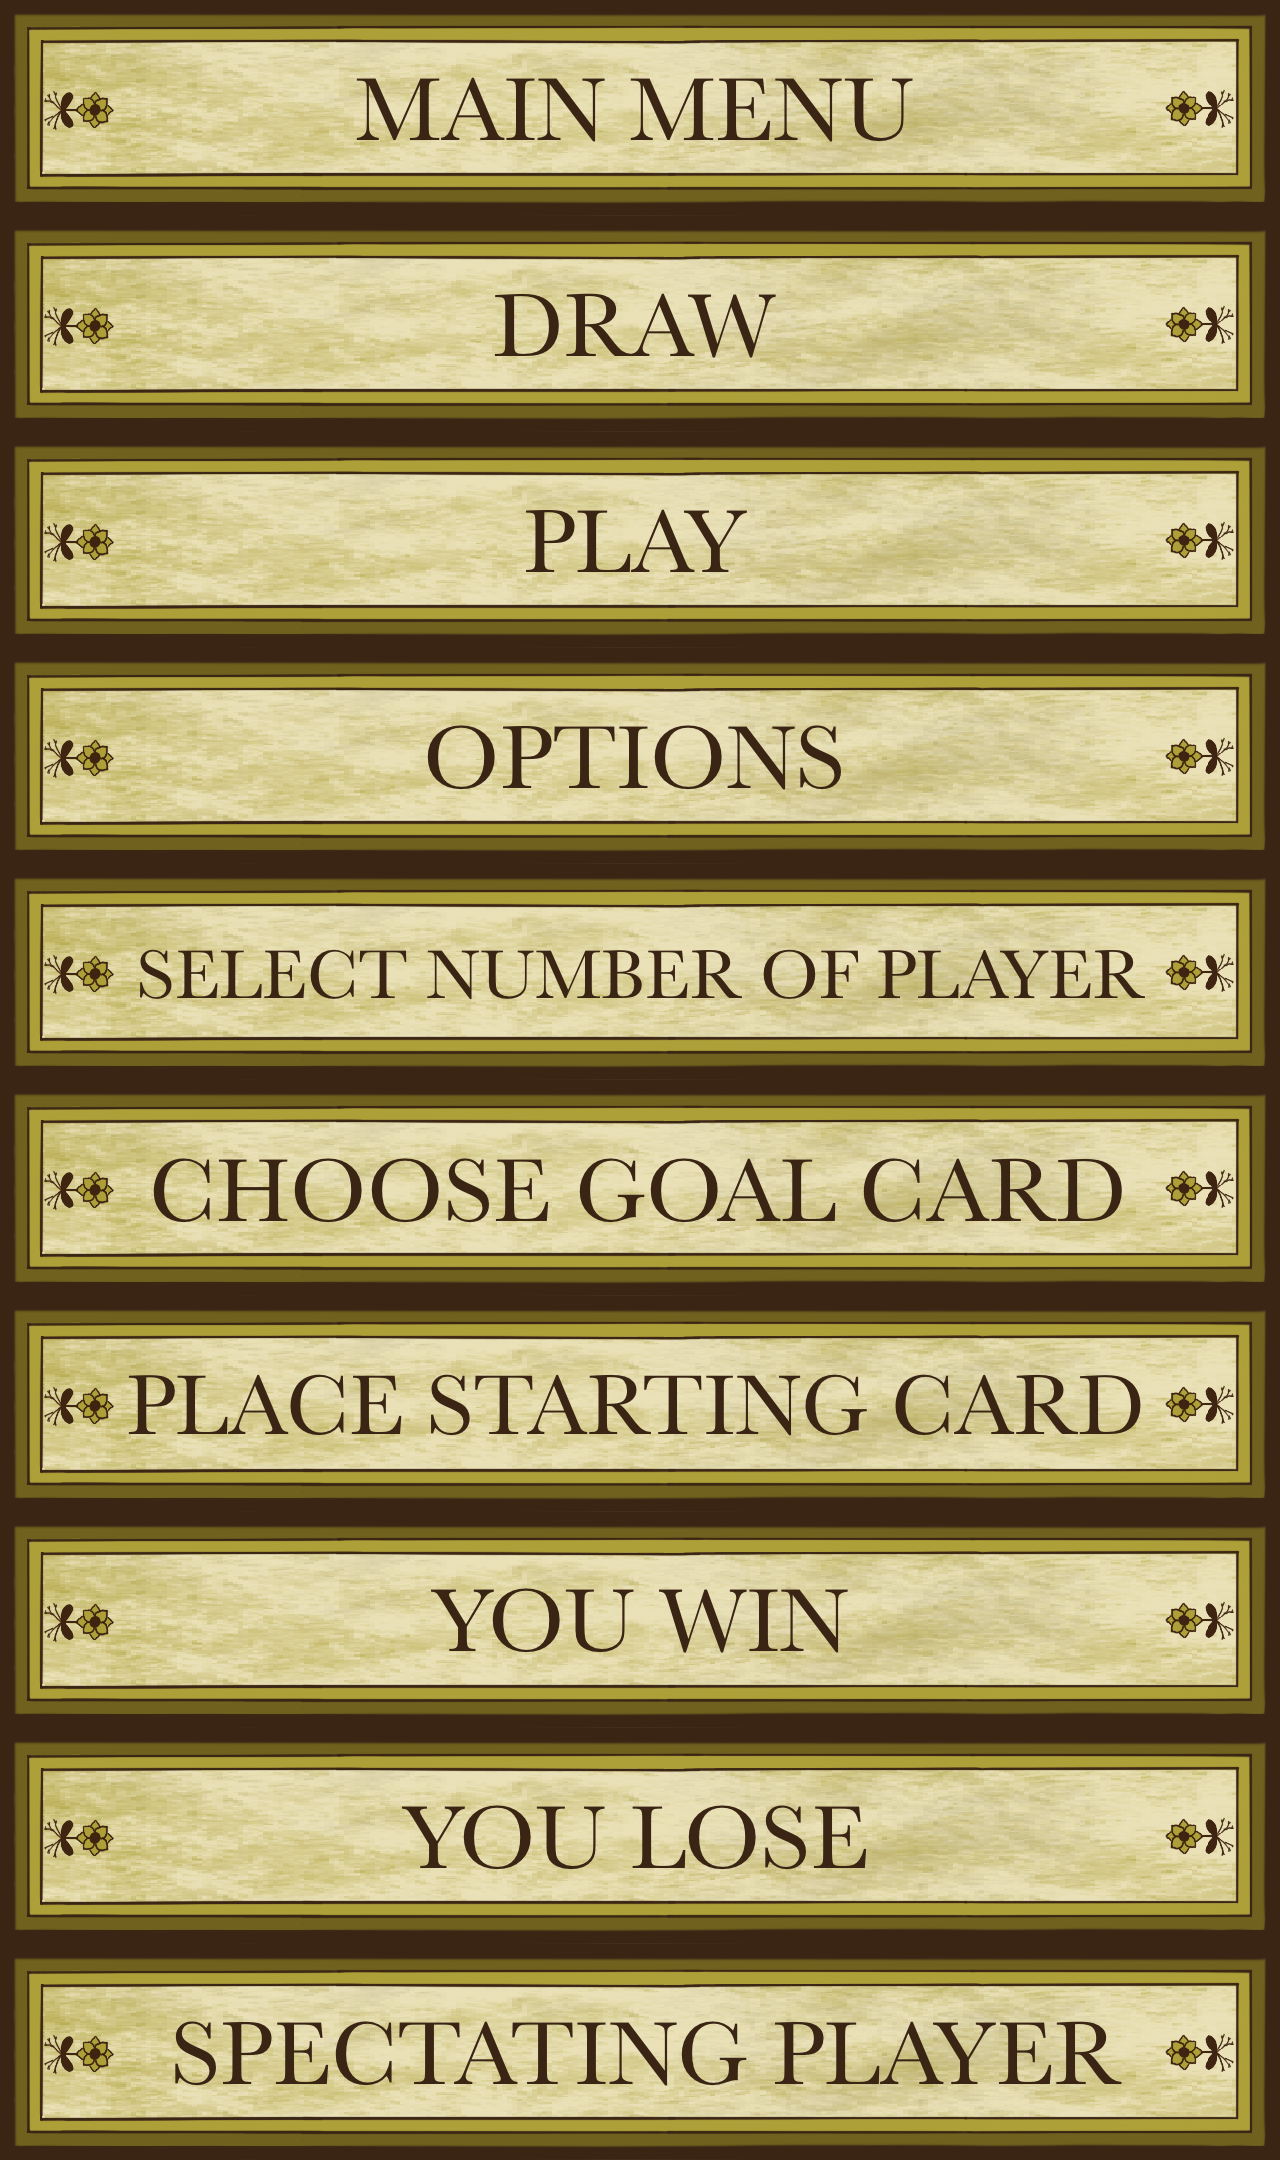 MAIN MENU
DRAW
PLAY
OPTIONS
SELECT NUMBER OF PLAYER
CHOOSE GOAL CARD
PLACE STARTING CARD
YOU WIN
YOU LOSE
SPECTATING PLAYER